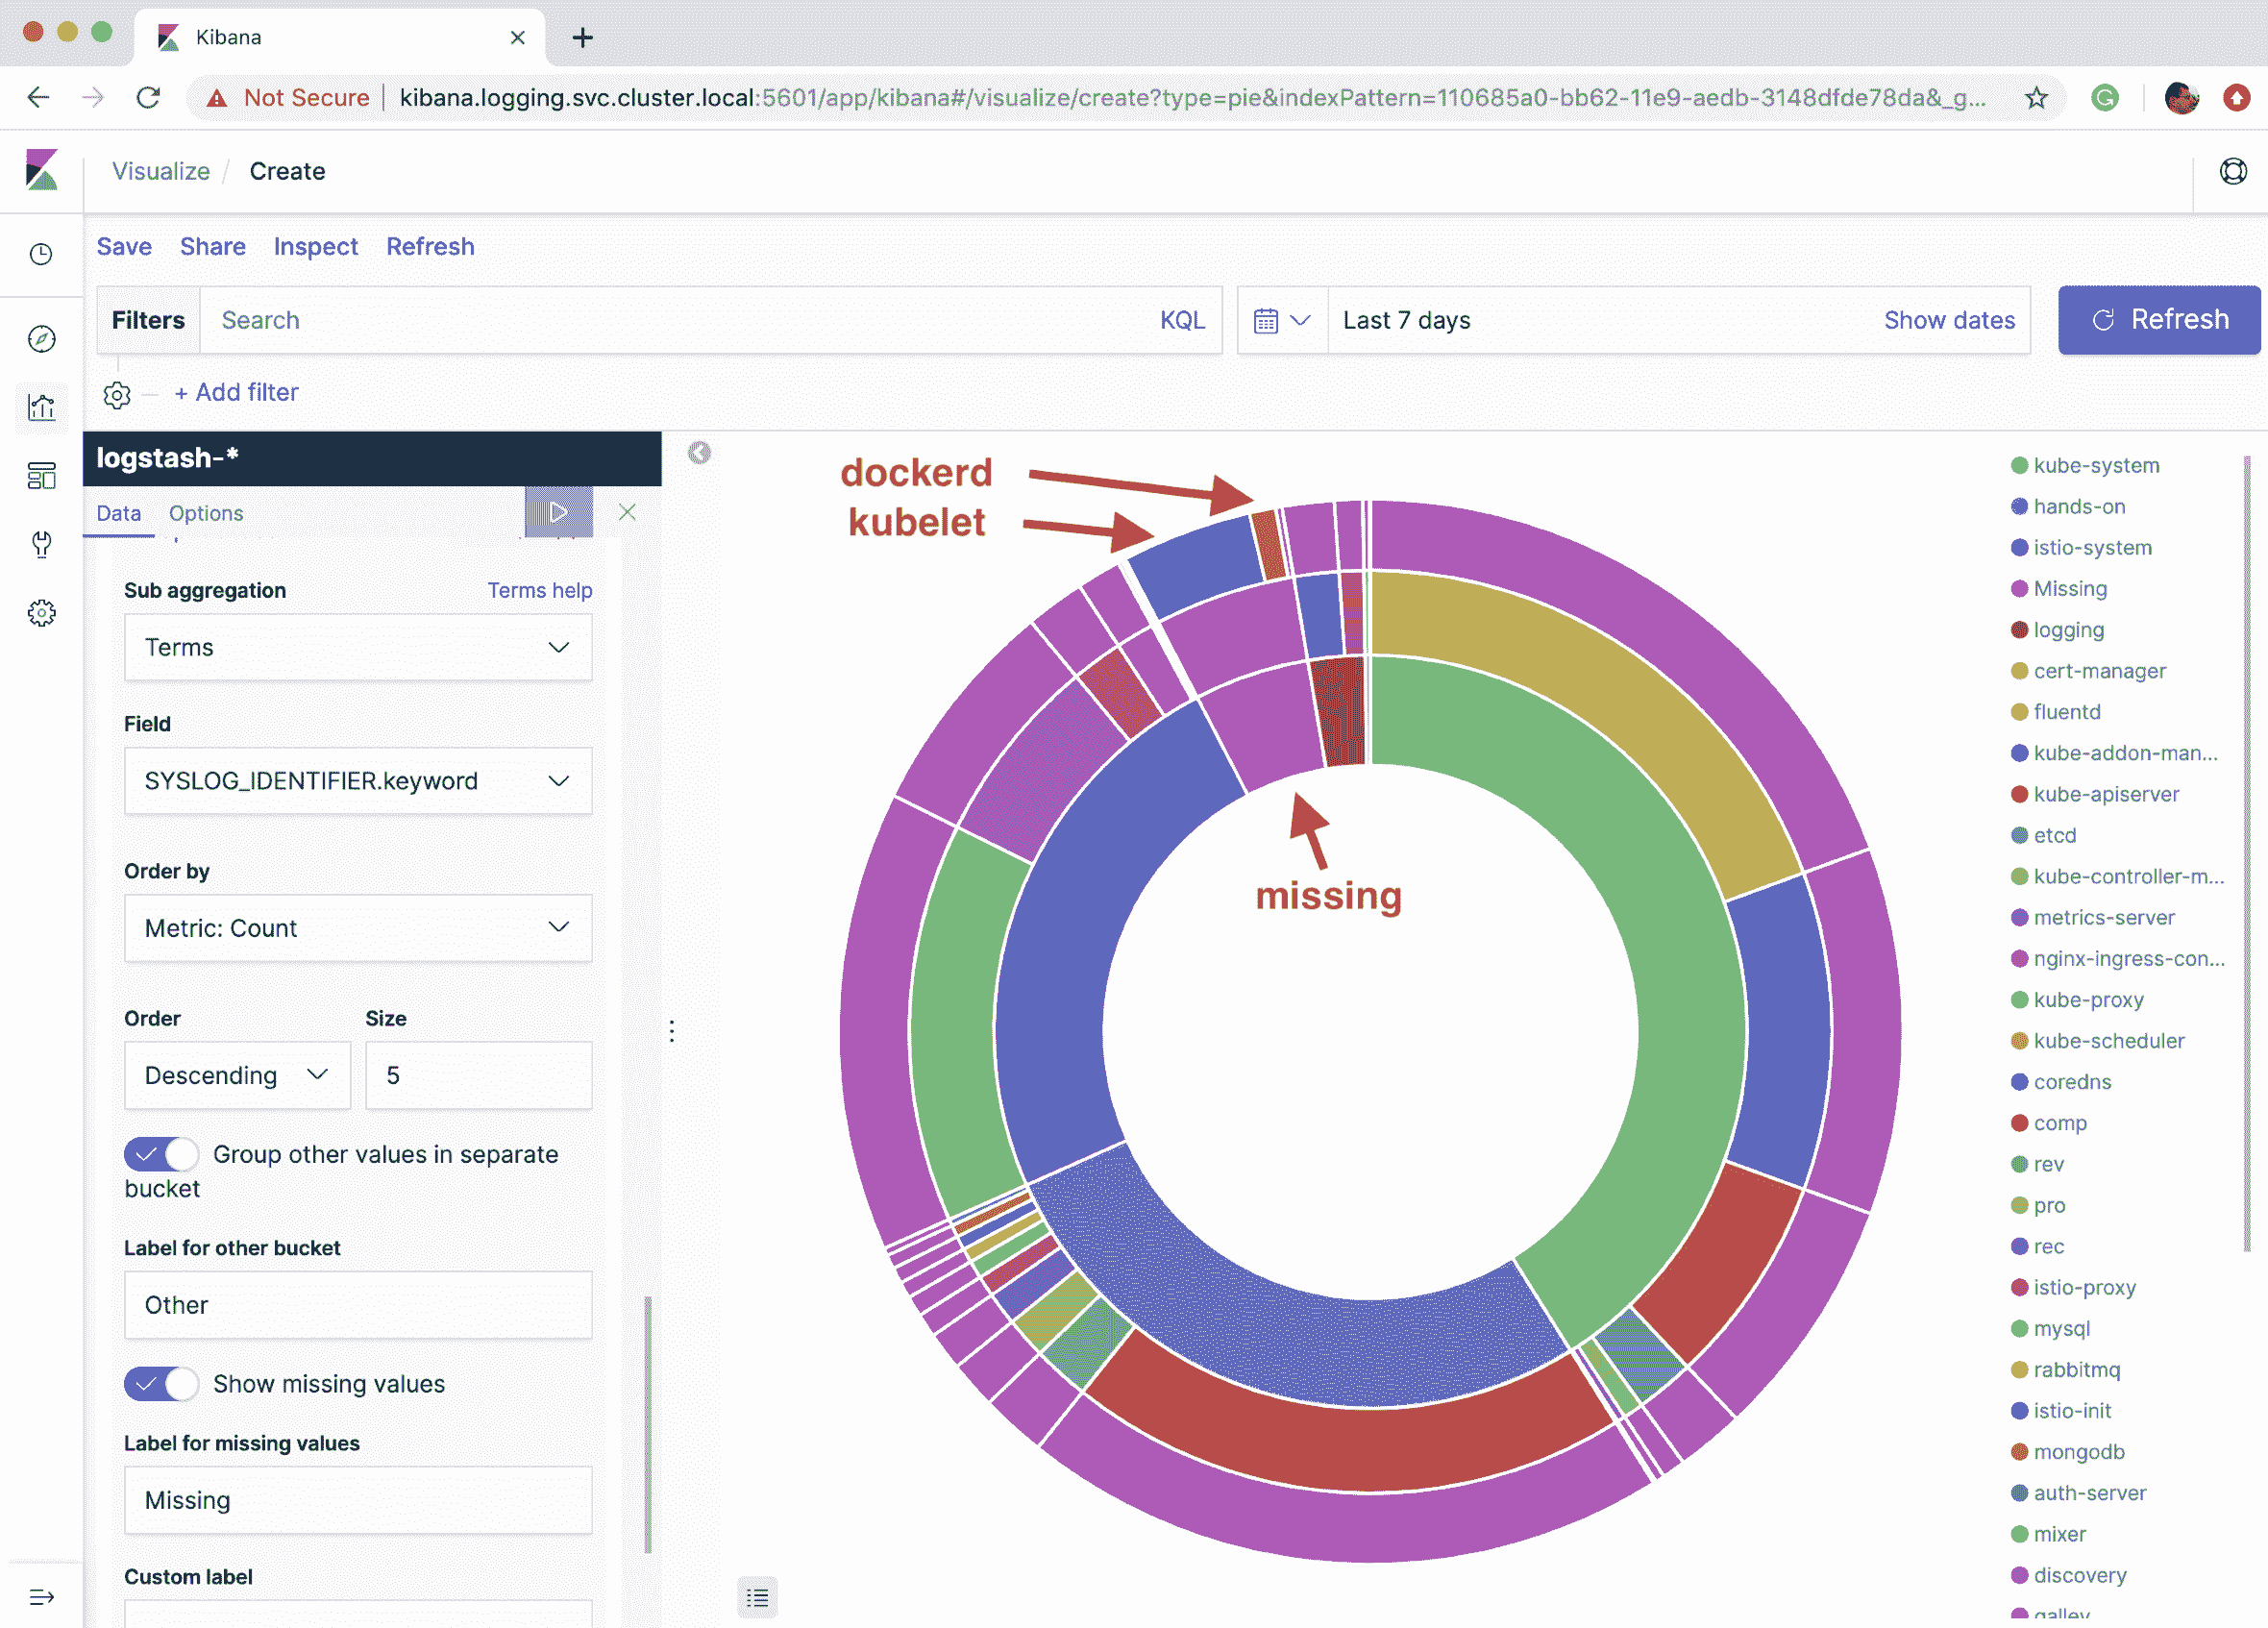 Kibana
Not Secure
kibana.logging.svc.cluster.local:5601/app/kibana#/visualize/create?type=pie&indexPattern=110685a0-bb62-11e9-aedb-3148dfde78da&_g...
Visualize / Create
Save Share Inspect Refresh
Filters Search KQL Last 7 days Show dates Refresh
+ Add filter
logstash-*
Data Options
Sub aggregation Terms help
Terms
Field
SYSLOG_IDENTIFIER.keyword
Order by
Metric: Count
Order Size
Descending 5
Group other values in separate
bucket
Label for other bucket
Other
Show missing values
Label for missing values
Missing
Custom label
dockerd
kubelet
missing
kube-system
hands-on
istio-system
Missing
logging
cert-manager
fluentd
kube-addon-man...
kube-apiserver
etcd
kube-controller-m...
metrics-server
nginx-ingress-con...
kube-proxy
kube-scheduler
coredns
comp
rev
pro
rec
istio-proxy
mysql
rabbitmq
istio-init
mongodb
auth-server
mixer
discovery
galley